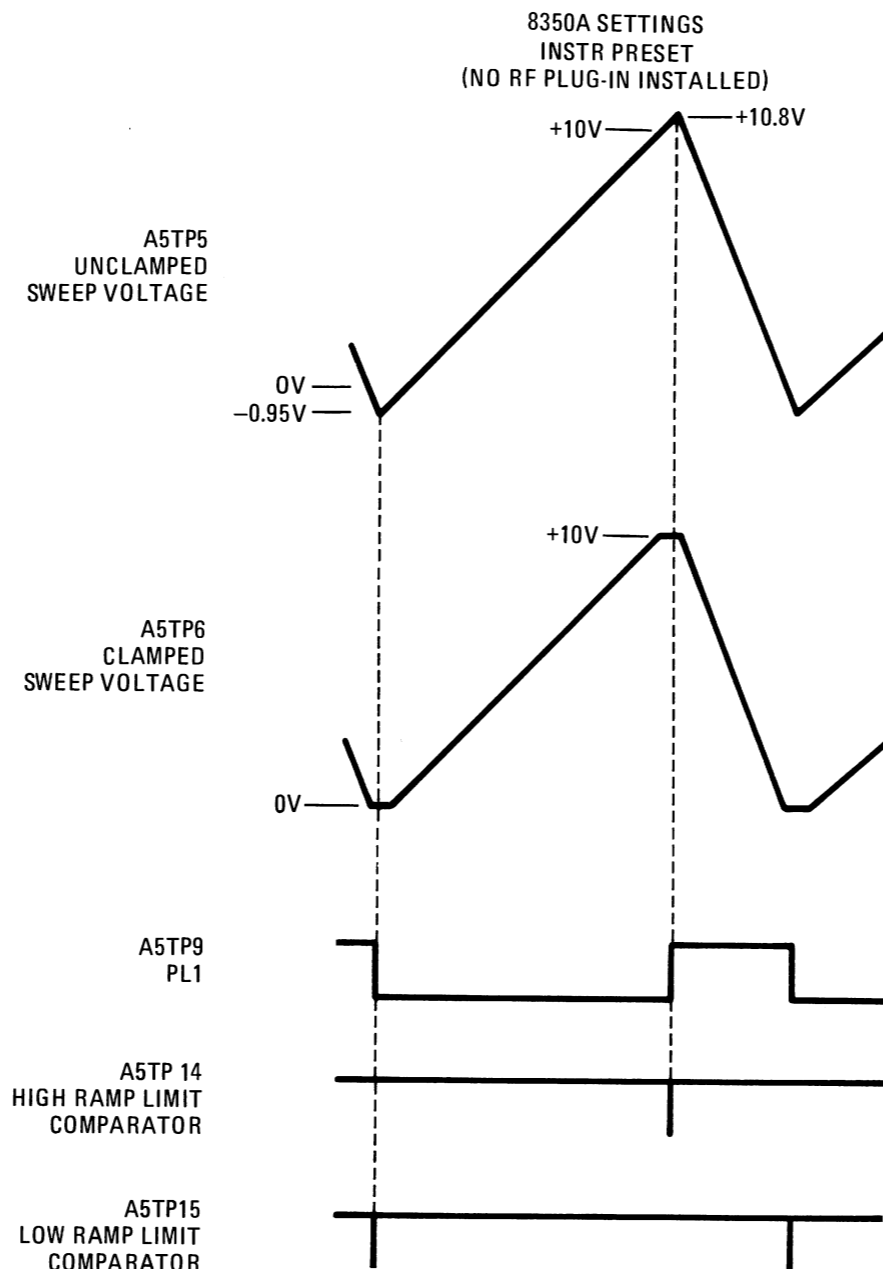 8350A SETTINGS
INSTR PRESET
(NO RF PLUG-IN INSTALLED)
+10V
+10.8V
A5TP5
UNCLAMPED
SWEEP VOLTAGE
0V
–0.95V
+10V
A5TP6
CLAMPED
SWEEP VOLTAGE
0V
A5TP9
PL1
A5TP 14
HIGH RAMP LIMIT
COMPARATOR
A5TP15
LOW RAMP LIMIT
COMPARATOR